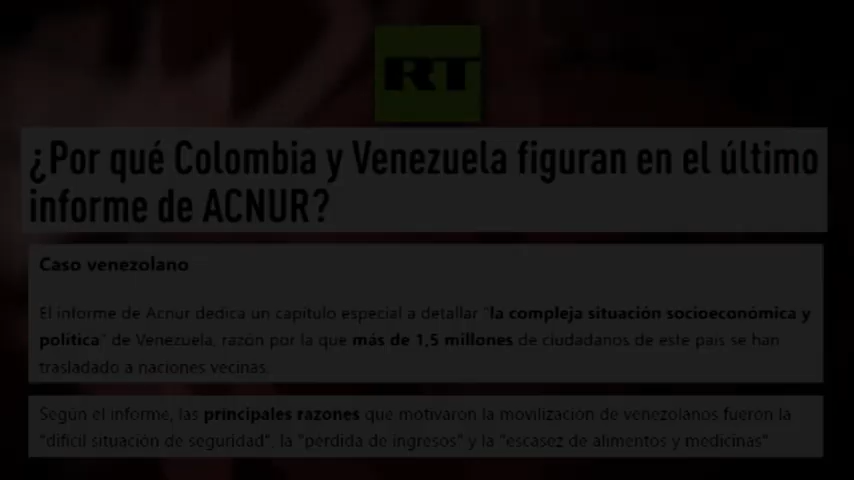 RT
¿Por qué Colombia y Venezuela figuran en el último
informe de ACNUR?
Caso venezolano
El informe de Acnur dedica un capítulo especial a detallar "la compleja situación socioeconómica y
política" de Venezuela, razón por la que más de 1,5 millones de ciudadanos de este país se han
trasladado a naciones vecinas.
Según el informe, las principales razones que motivaron la movilización de venezolanos fueron la
"difícil situación de seguridad", la "pérdida de ingresos" y la "escasez de alimentos y medicinas"